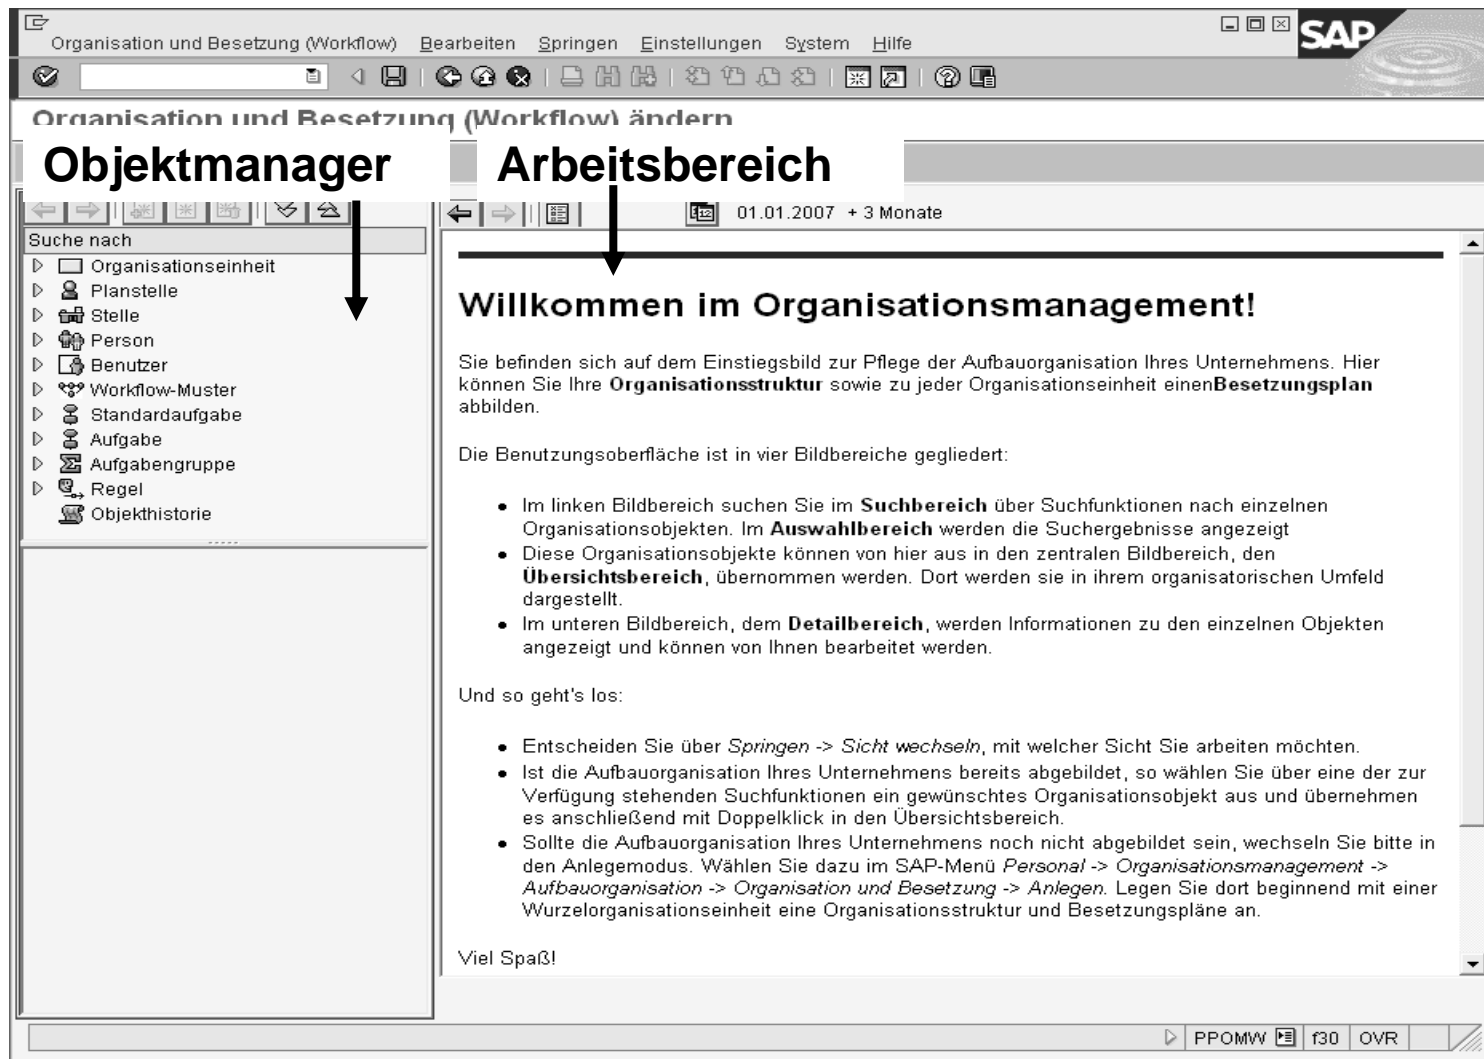 Organisation und Besetzung (Workflow) Bearbeiten Springen Einstellungen System Hilfe
SAP
Organisation und Besetzung (Workflow) ändern
Objektmanager Arbeitsbereich
01.01.2007 + 3 Monate
Suche nach
Organisationseinheit
Planstelle
Stelle
Person
Benutzer
Workflow-Muster
Standardaufgabe
Aufgabe
Aufgabengruppe
Regel
Objekthistorie
Willkommen im Organisationsmanagement!
Sie befinden sich auf dem Einstiegsbild zur Pflege der Aufbauorganisation Ihres Unternehmens. Hier
können Sie Ihre Organisationsstruktur sowie zu jeder Organisationseinheit einenBesetzungsplan
abbilden.
Die Benutzungsoberfläche ist in vier Bildbereiche gegliedert:
• Im linken Bildbereich suchen Sie im Suchbereich über Suchfunktionen nach einzelnen
Organisationsobjekten. Im Auswahlbereich werden die Suchergebnisse angezeigt
• Diese Organisationsobjekte können von hier aus in den zentralen Bildbereich, den
Übersichtsbereich, übernommen werden. Dort werden sie in ihrem organisatorischen Umfeld
dargestellt.
• Im unteren Bildbereich, dem Detailbereich, werden Informationen zu den einzelnen Objekten
angezeigt und können von Ihnen bearbeitet werden.
Und so geht's los:
• Entscheiden Sie über Springen -> Sicht wechseln, mit welcher Sicht Sie arbeiten möchten.
• Ist die Aufbauorganisation Ihres Unternehmens bereits abgebildet, so wählen Sie über eine der zur
Verfügung stehenden Suchfunktionen ein gewünschtes Organisationsobjekt aus und übernehmen
es anschließend mit Doppelklick in den Übersichtsbereich.
• Sollte die Aufbauorganisation Ihres Unternehmens noch nicht abgebildet sein, wechseln Sie bitte in
den Anlegemodus. Wählen Sie dazu im SAP-Menü Personal -> Organisationsmanagement ->
Aufbauorganisation -> Organisation und Besetzung -> Anlegen. Legen Sie dort beginnend mit einer
Wurzelorganisationseinheit eine Organisationsstruktur und Besetzungspläne an.
Viel Spaß!
PPOMW f30 OVR